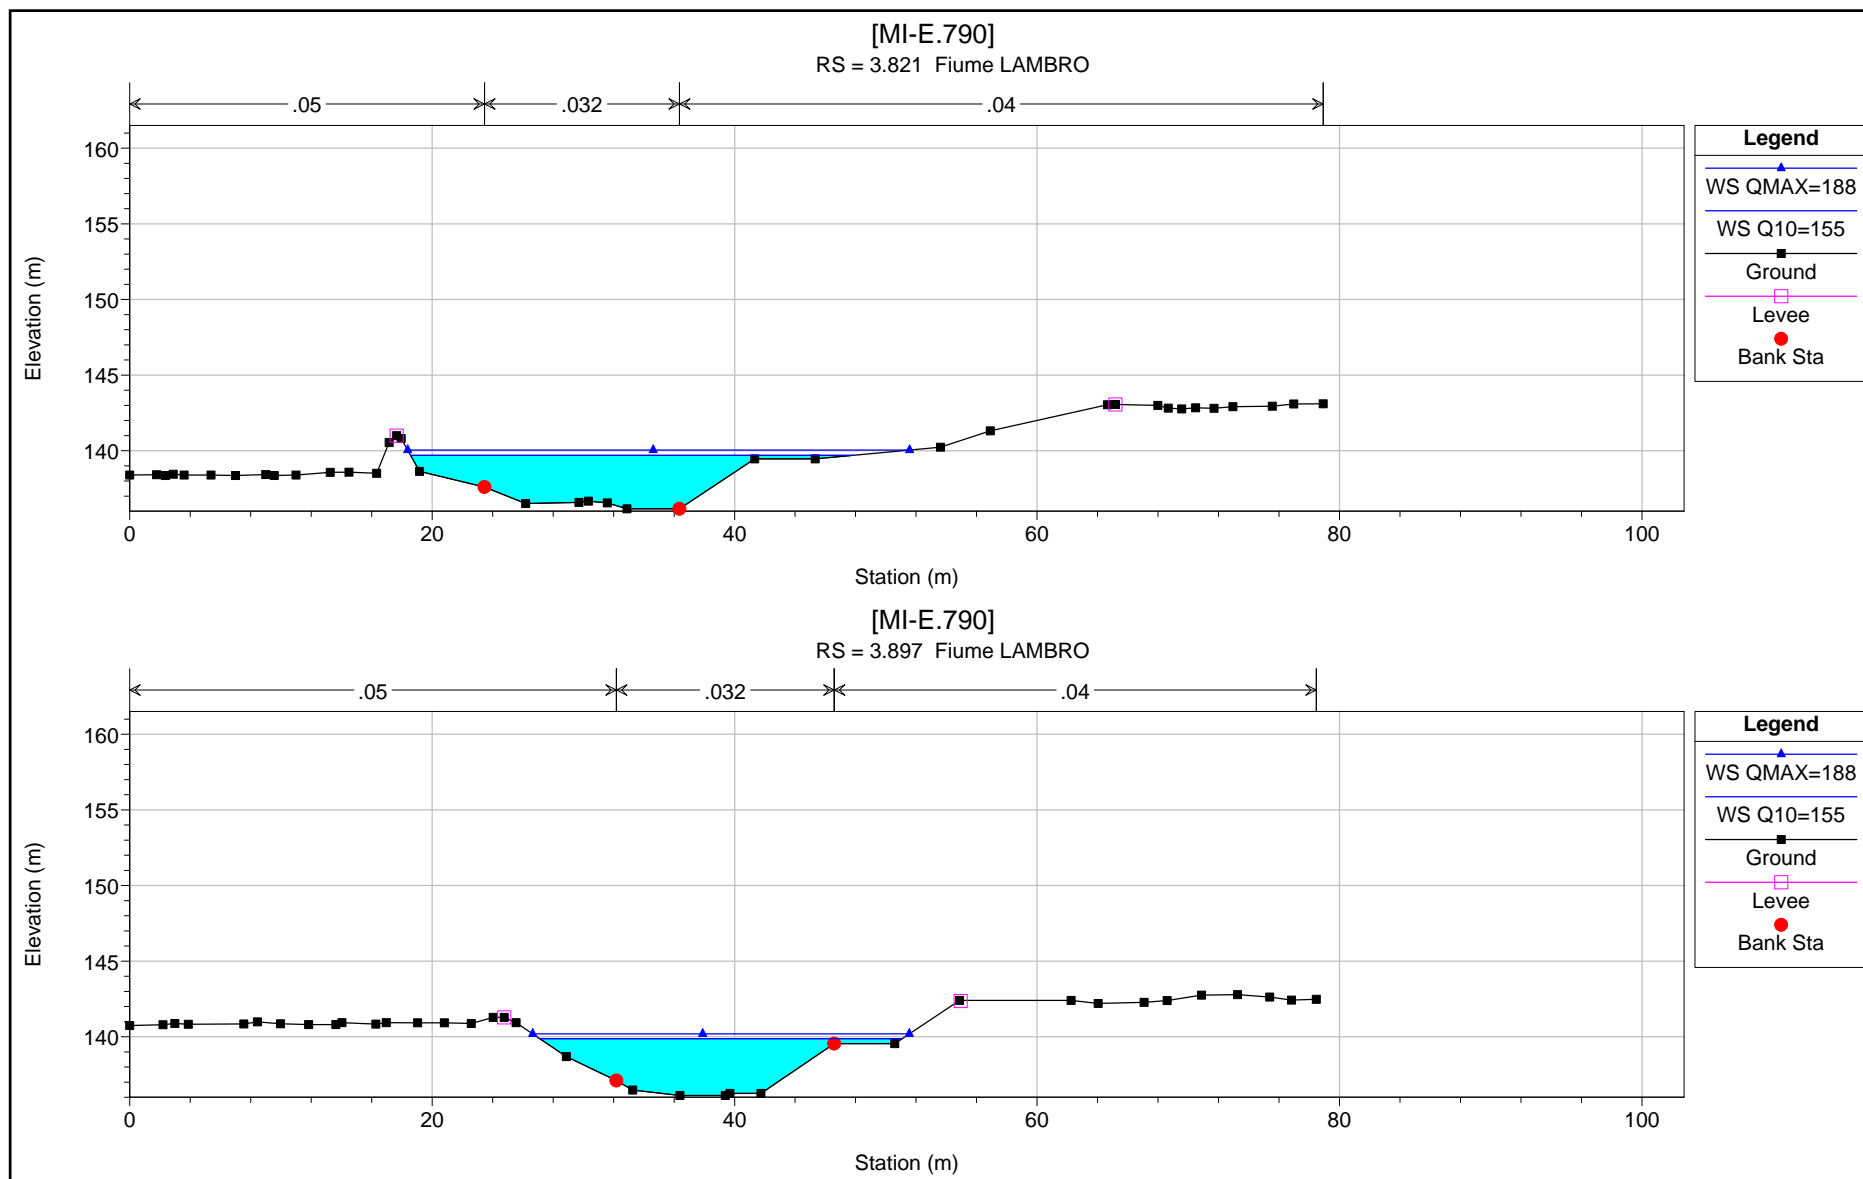 [MI-E.790]
RS = 3.821 Fiume LAMBRO
.05 .032 .04
160
155
150
145
140
Elevation (m)
0 20 40 60 80 100
Station (m)
Legend
WS QMAX=188
WS Q10=155
Ground
Levee
Bank Sta
[MI-E.790]
RS = 3.897 Fiume LAMBRO
.05 .032 .04
160
155
150
145
140
Elevation (m)
0 20 40 60 80 100
Station (m)
Legend
WS QMAX=188
WS Q10=155
Ground
Levee
Bank Sta